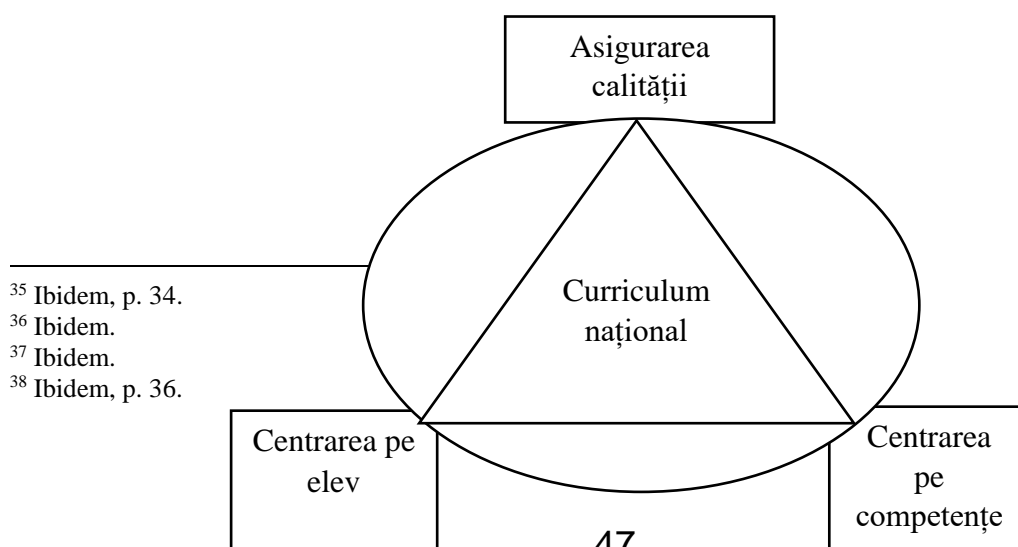 Asigurarea
calității
Curriculum
național
³⁵ Ibidem, p. 34.
³⁶ Ibidem.
³⁷ Ibidem.
³⁸ Ibidem, p. 36.
Centrarea pe
elev
Centrarea
pe
competențe
47